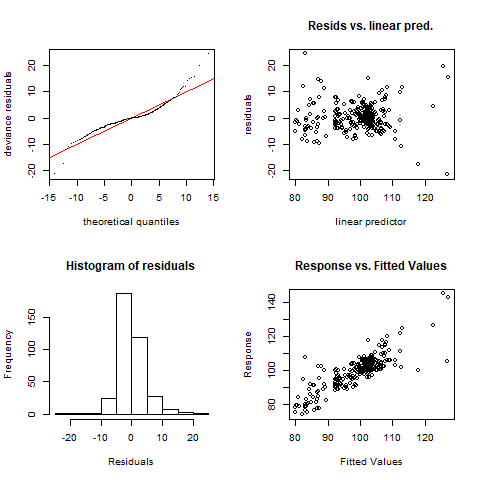 deviance residuals
-20 -10 0 10 20
-15 -10 -5 0 5 10 15
theoretical quantiles
Resids vs. linear pred.
residuals
-20 -10 0 10 20
80 90 100 110 120
linear predictor
Histogram of residuals
Frequency
0 50 100 150
-20 -10 0 10 20
Residuals
Response vs. Fitted Values
Response
80 100 120 140
80 90 100 110 120
Fitted Values